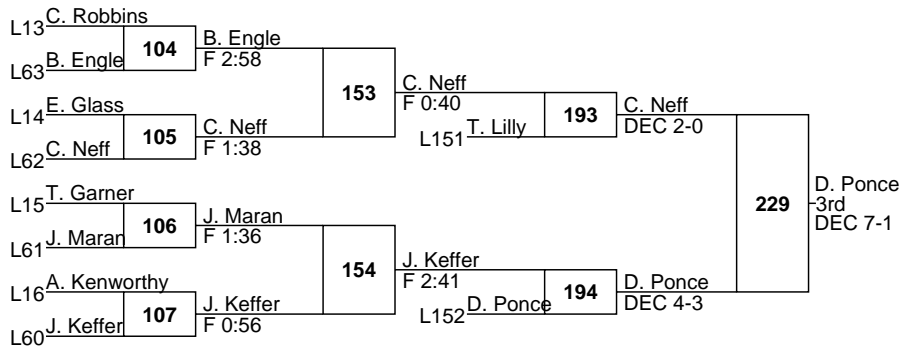 L13 C. Robbins
104
B. Engle
F 2:58
L63 B. Engle
153
C. Neff
F 0:40
L14 E. Glass
105
C. Neff
F 1:38
L62 C. Neff
L151 T. Lilly
193
C. Neff
DEC 2-0
L15 T. Garner
106
J. Maran
F 1:36
L61 J. Maran
154
J. Keffer
F 2:41
L16 A. Kenworthy
107
J. Keffer
F 0:56
L60 J. Keffer
L152 D. Ponce
194
D. Ponce
DEC 4-3
229
D. Ponce
3rd
DEC 7-1